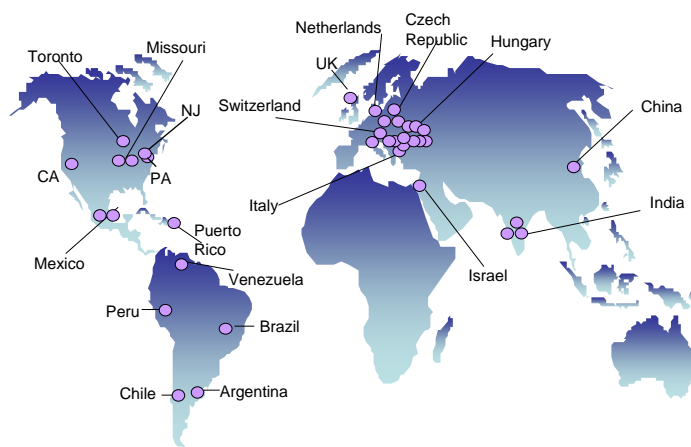 Netherlands
Czech
Republic
Toronto
Missouri
Hungary
UK
NJ
Switzerland
China
CA
PA
Italy
India
Puerto
Rico
Mexico
Venezuela
Israel
Peru
Brazil
Chile
Argentina